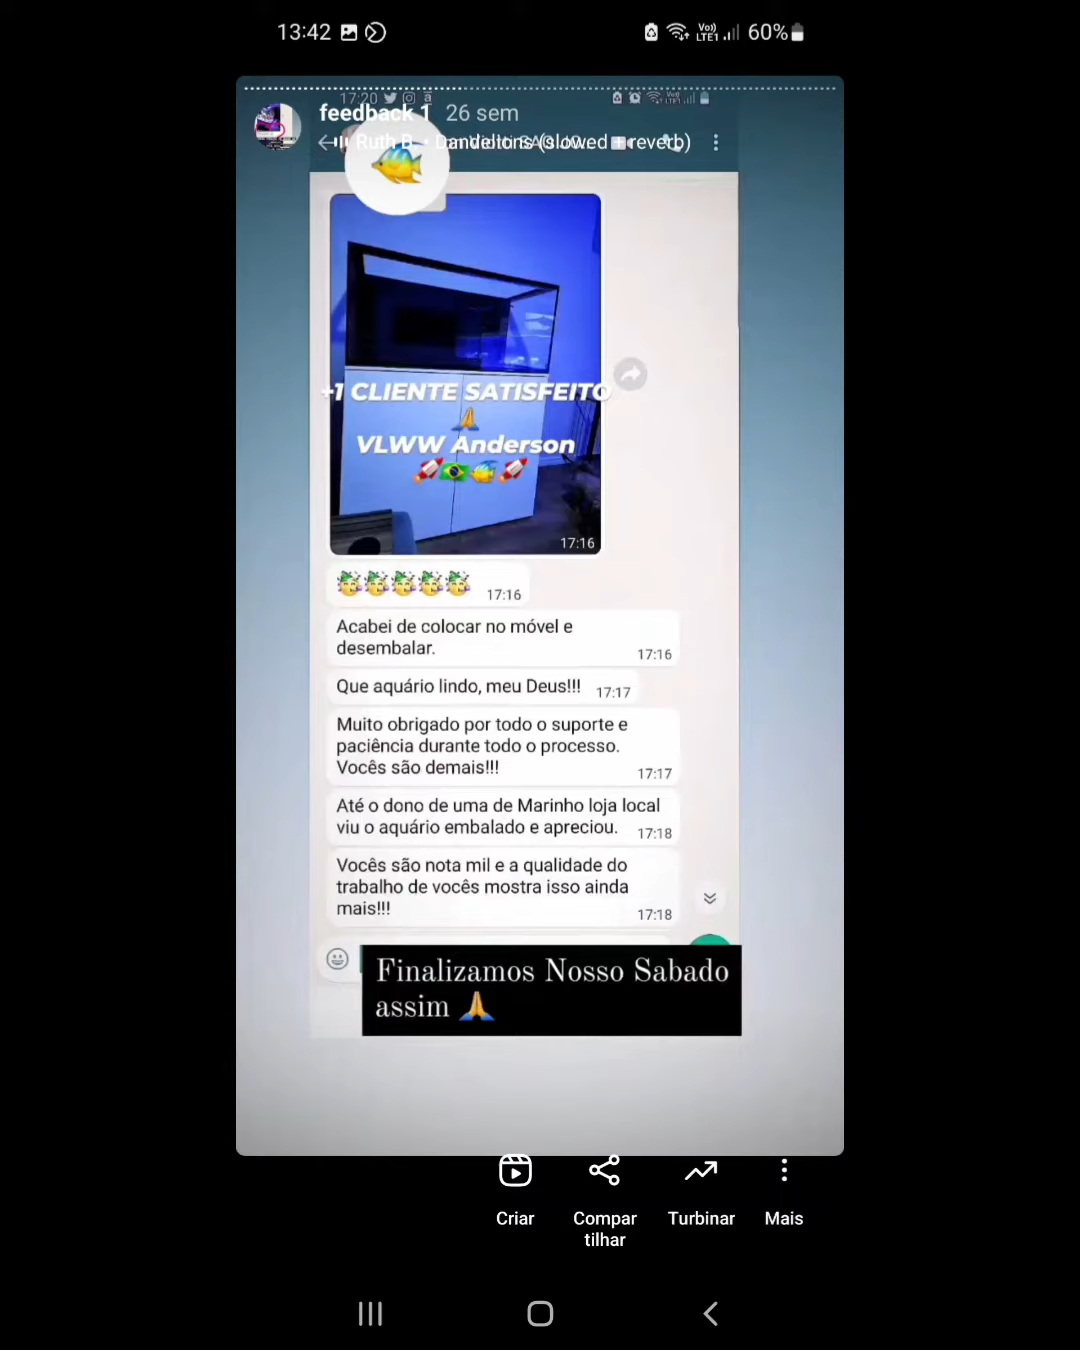 13:42
Vo))
LTE1
60%
17:20
feedback 1 26 sem
Ruth B. • Dandelions (slowed + reverb)
+1 CLIENTE SATISFEITO
🙏
VLWW Anderson
🚀🇧🇷🐠🚀
17:16
🥳🥳🥳🥳🥳 17:16
Acabei de colocar no móvel e
desembalar. 17:16
Que aquário lindo, meu Deus!!! 17:17
Muito obrigado por todo o suporte e
paciência durante todo o processo.
Vocês são demais!!! 17:17
Até o dono de uma de Marinho loja local
viu o aquário embalado e apreciou. 17:18
Vocês são nota mil e a qualidade do
trabalho de vocês mostra isso ainda
mais!!! 17:18
Finalizamos Nosso Sabado
assim 🙏
Criar
Compar
tilhar
Turbinar
Mais